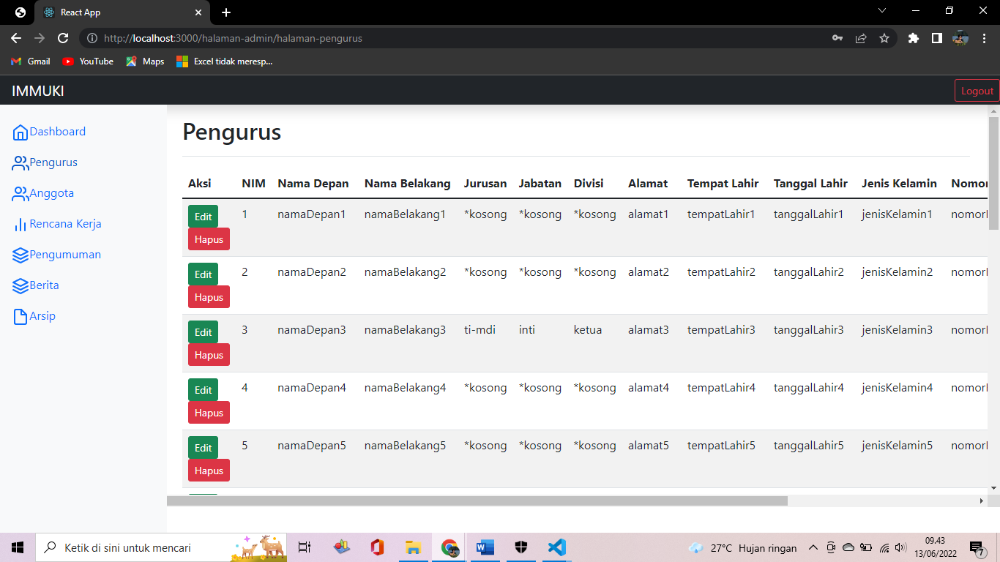 React App
http://localhost:3000/halaman-admin/halaman-pengurus
Gmail YouTube Maps Excel tidak meresp...
IMMUKI Logout
Dashboard
Pengurus
Anggota
Rencana Kerja
Pengumuman
Berita
Arsip
Pengurus
Aksi NIM Nama Depan Nama Belakang Jurusan Jabatan Divisi Alamat Tempat Lahir Tanggal Lahir Jenis Kelamin
Edit 1 namaDepan1 namaBelakang1 *kosong *kosong *kosong alamat1 tempatLahir1 tanggalLahir1 jenisKelamin1
Hapus
Edit 2 namaDepan2 namaBelakang2 *kosong *kosong *kosong alamat2 tempatLahir2 tanggalLahir2 jenisKelamin2
Hapus
Edit 3 namaDepan3 namaBelakang3 ti-mdi inti ketua alamat3 tempatLahir3 tanggalLahir3 jenisKelamin3
Hapus
Edit 4 namaDepan4 namaBelakang4 *kosong *kosong *kosong alamat4 tempatLahir4 tanggalLahir4 jenisKelamin4
Hapus
Edit 5 namaDepan5 namaBelakang5 *kosong *kosong *kosong alamat5 tempatLahir5 tanggalLahir5 jenisKelamin5
Hapus
Ketik di sini untuk mencari
27°C Hujan ringan
09.43
13/06/2022
7